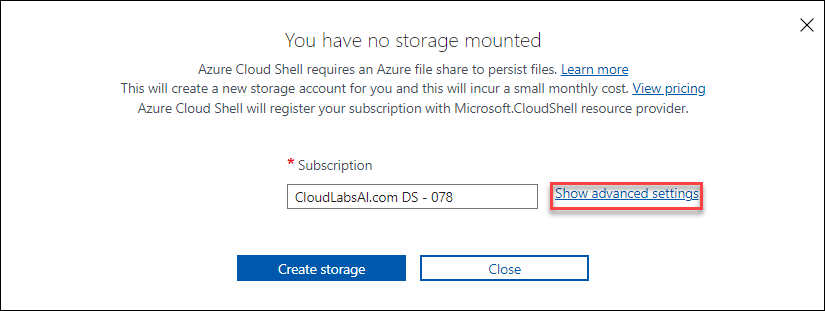 You have no storage mounted
Azure Cloud Shell requires an Azure file share to persist files. Learn more
This will create a new storage account for you and this will incur a small monthly cost. View pricing
Azure Cloud Shell will register your subscription with Microsoft.CloudShell resource provider.
* Subscription
CloudLabsAI.com DS - 078
Show advanced settings
Create storage
Close